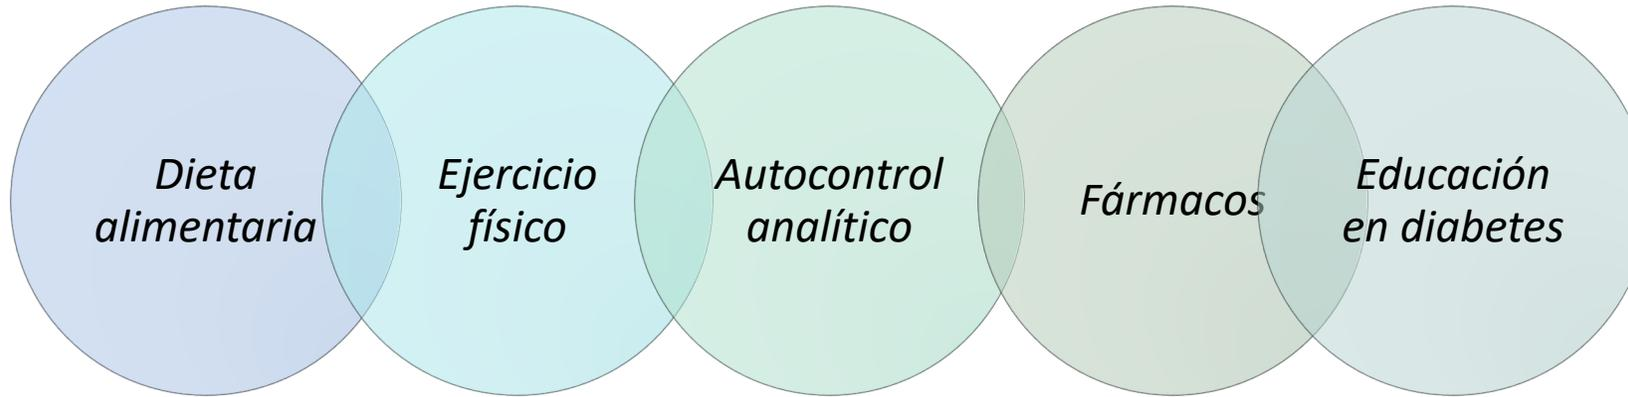 Dieta
alimentaria
Ejercicio
físico
Autocontrol
analítico
Fármacos
Educación
en diabetes